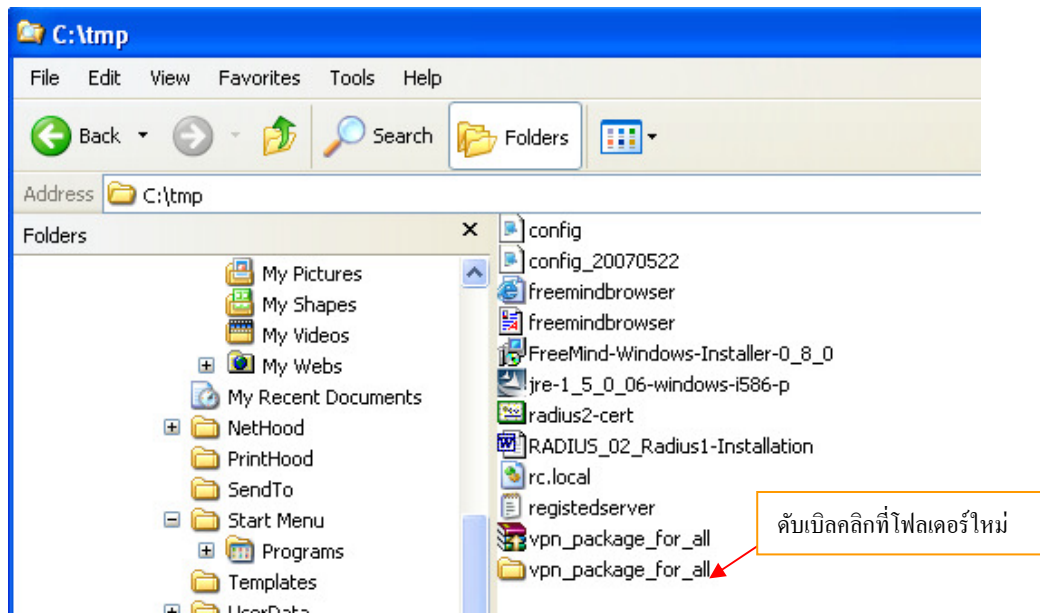 C:\tmp
File Edit View Favorites Tools Help
Back Search Folders
Address C:\tmp
Folders
My Pictures
My Shapes
My Videos
My Webs
My Recent Documents
NetHood
PrintHood
SendTo
Start Menu
Programs
Templates
UserData
config
config_20070522
freemindbrowser
freemindbrowser
FreeMind-Windows-Installer-0_8_0
jre-1_5_0_06-windows-i586-p
radius2-cert
RADIUS_02_Radius1-Installation
rc.local
registedserver
vpn_package_for_all
vpn_package_for_all
ดับเบิลคลิกที่โฟลเดอร์ใหม่